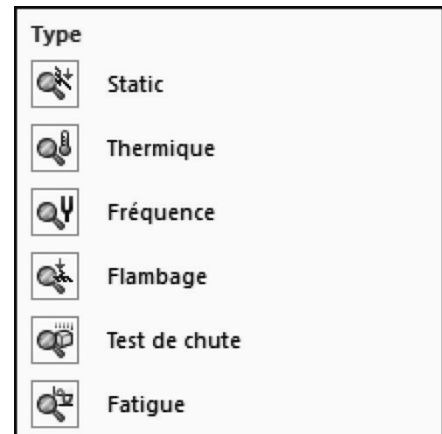 Type
Static
Thermique
Fréquence
Flambage
Test de chute
Fatigue